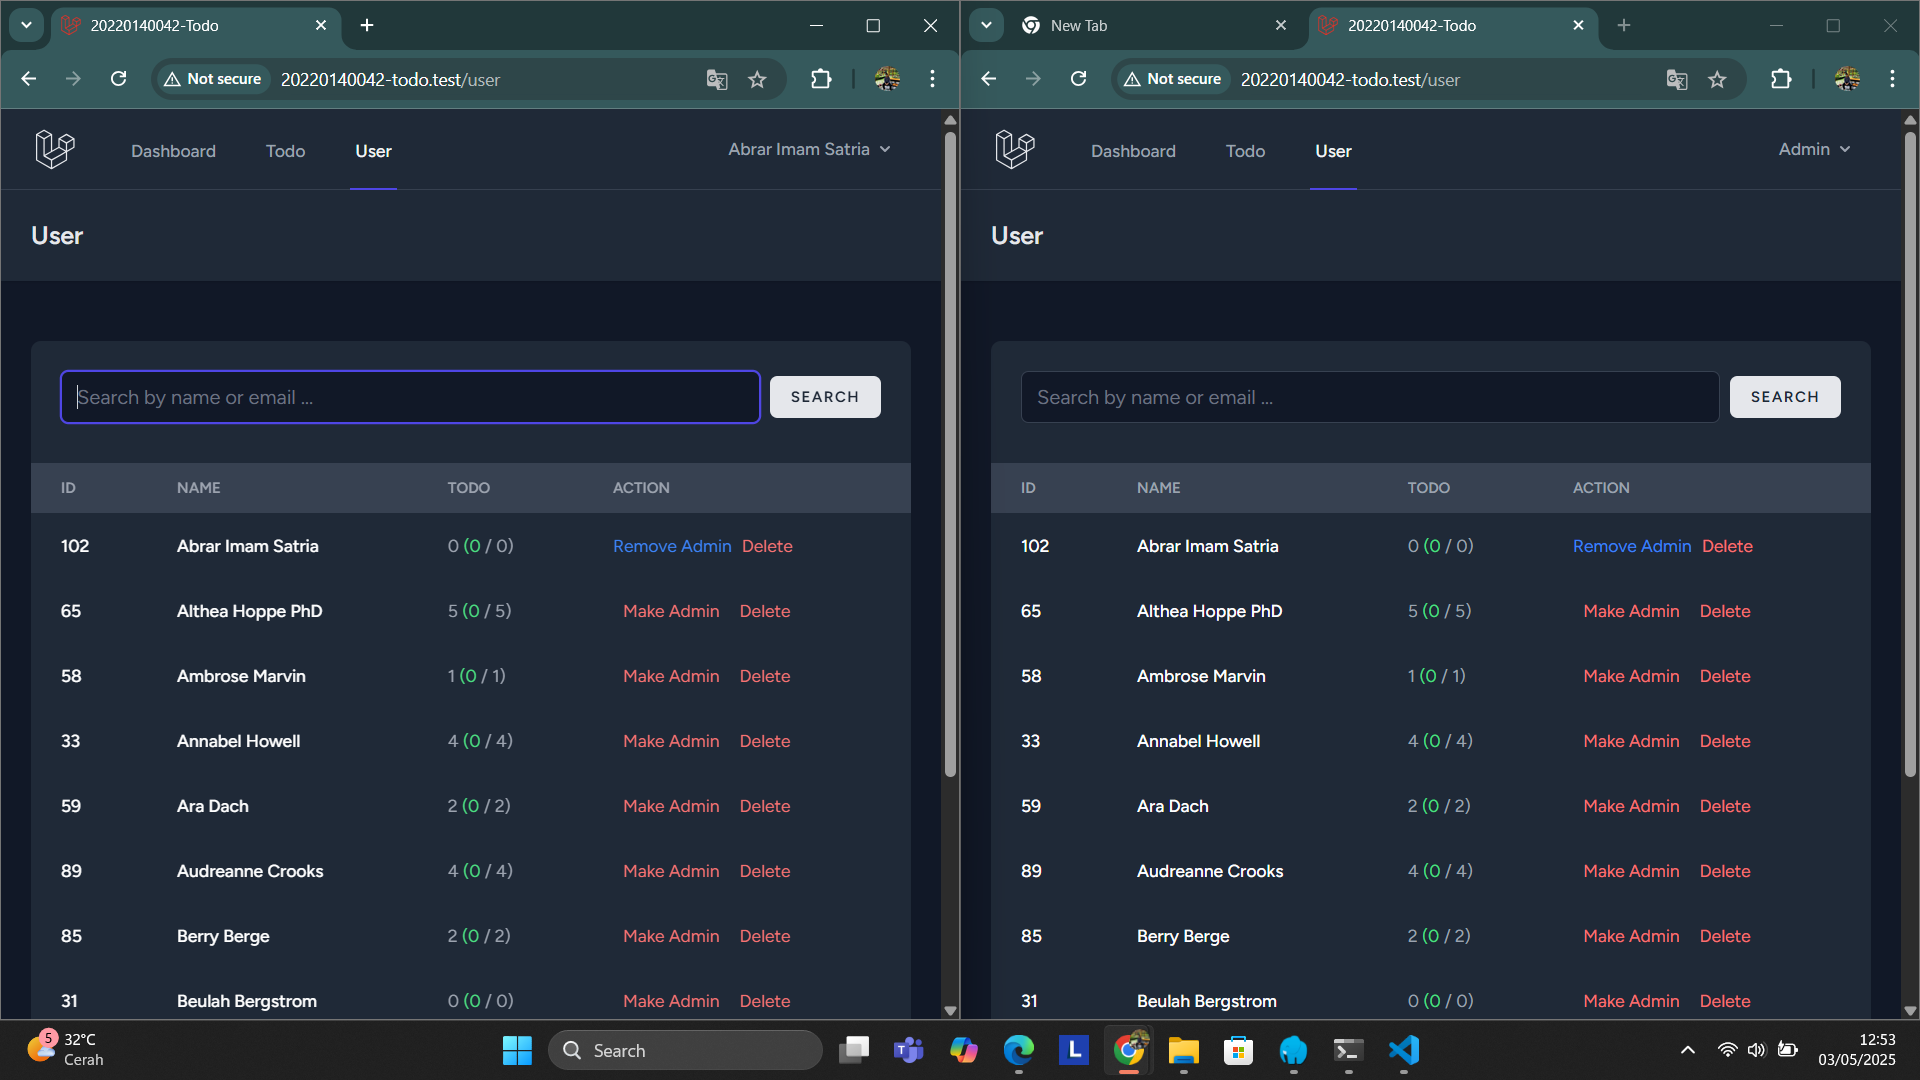 20220140042-Todo
Not secure 20220140042-todo.test/user
Dashboard Todo User Abrar Imam Satria
User
Search by name or email ... SEARCH
ID NAME TODO ACTION
102 Abrar Imam Satria 0 (0 / 0) Remove Admin Delete
65 Althea Hoppe PhD 5 (0 / 5) Make Admin Delete
58 Ambrose Marvin 1 (0 / 1) Make Admin Delete
33 Annabel Howell 4 (0 / 4) Make Admin Delete
59 Ara Dach 2 (0 / 2) Make Admin Delete
89 Audreanne Crooks 4 (0 / 4) Make Admin Delete
85 Berry Berge 2 (0 / 2) Make Admin Delete
31 Beulah Bergstrom 0 (0 / 0) Make Admin Delete
New Tab 20220140042-Todo
Not secure 20220140042-todo.test/user
Dashboard Todo User Admin
User
Search by name or email ... SEARCH
ID NAME TODO ACTION
102 Abrar Imam Satria 0 (0 / 0) Remove Admin Delete
65 Althea Hoppe PhD 5 (0 / 5) Make Admin Delete
58 Ambrose Marvin 1 (0 / 1) Make Admin Delete
33 Annabel Howell 4 (0 / 4) Make Admin Delete
59 Ara Dach 2 (0 / 2) Make Admin Delete
89 Audreanne Crooks 4 (0 / 4) Make Admin Delete
85 Berry Berge 2 (0 / 2) Make Admin Delete
31 Beulah Bergstrom 0 (0 / 0) Make Admin Delete
5 32°C
Cerah
Search
T
L
12:53
03/05/2025